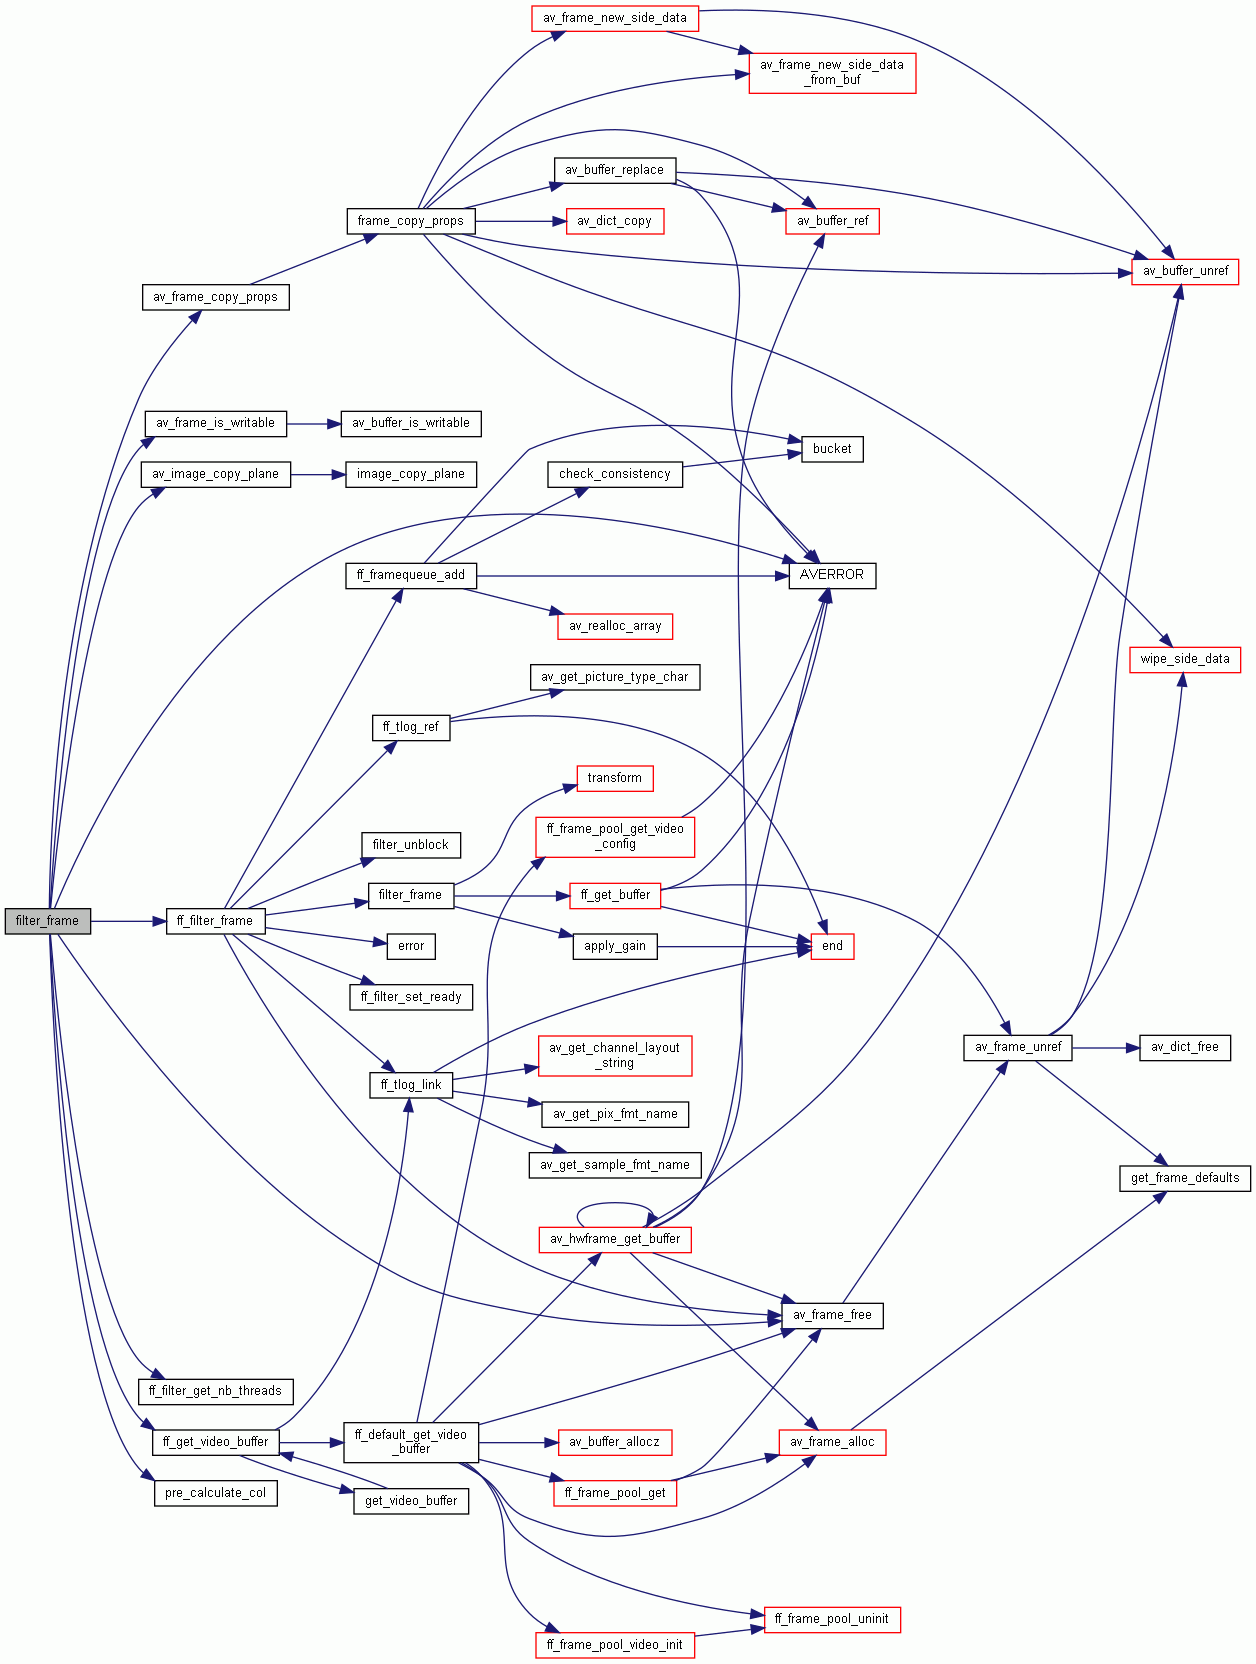 av_frame_new_side_data
av_frame_new_side_data
_from_buf
av_buffer_replace
frame_copy_props
av_dict_copy
av_buffer_ref
av_buffer_unref
av_frame_copy_props
av_frame_is_writable
av_buffer_is_writable
bucket
av_image_copy_plane
image_copy_plane
check_consistency
ff_framequeue_add
AVERROR
av_realloc_array
wipe_side_data
av_get_picture_type_char
ff_tlog_ref
transform
ff_frame_pool_get_video
_config
filter_unblock
filter_frame
ff_get_buffer
filter_frame
ff_filter_frame
error
apply_gain
end
ff_filter_set_ready
av_get_channel_layout
_string
av_frame_unref
av_dict_free
ff_tlog_link
av_get_pix_fmt_name
av_get_sample_fmt_name
get_frame_defaults
av_hwframe_get_buffer
av_frame_free
ff_filter_get_nb_threads
ff_get_video_buffer
ff_default_get_video
_buffer
av_buffer_allocz
av_frame_alloc
pre_calculate_col
get_video_buffer
ff_frame_pool_get
ff_frame_pool_uninit
ff_frame_pool_video_init